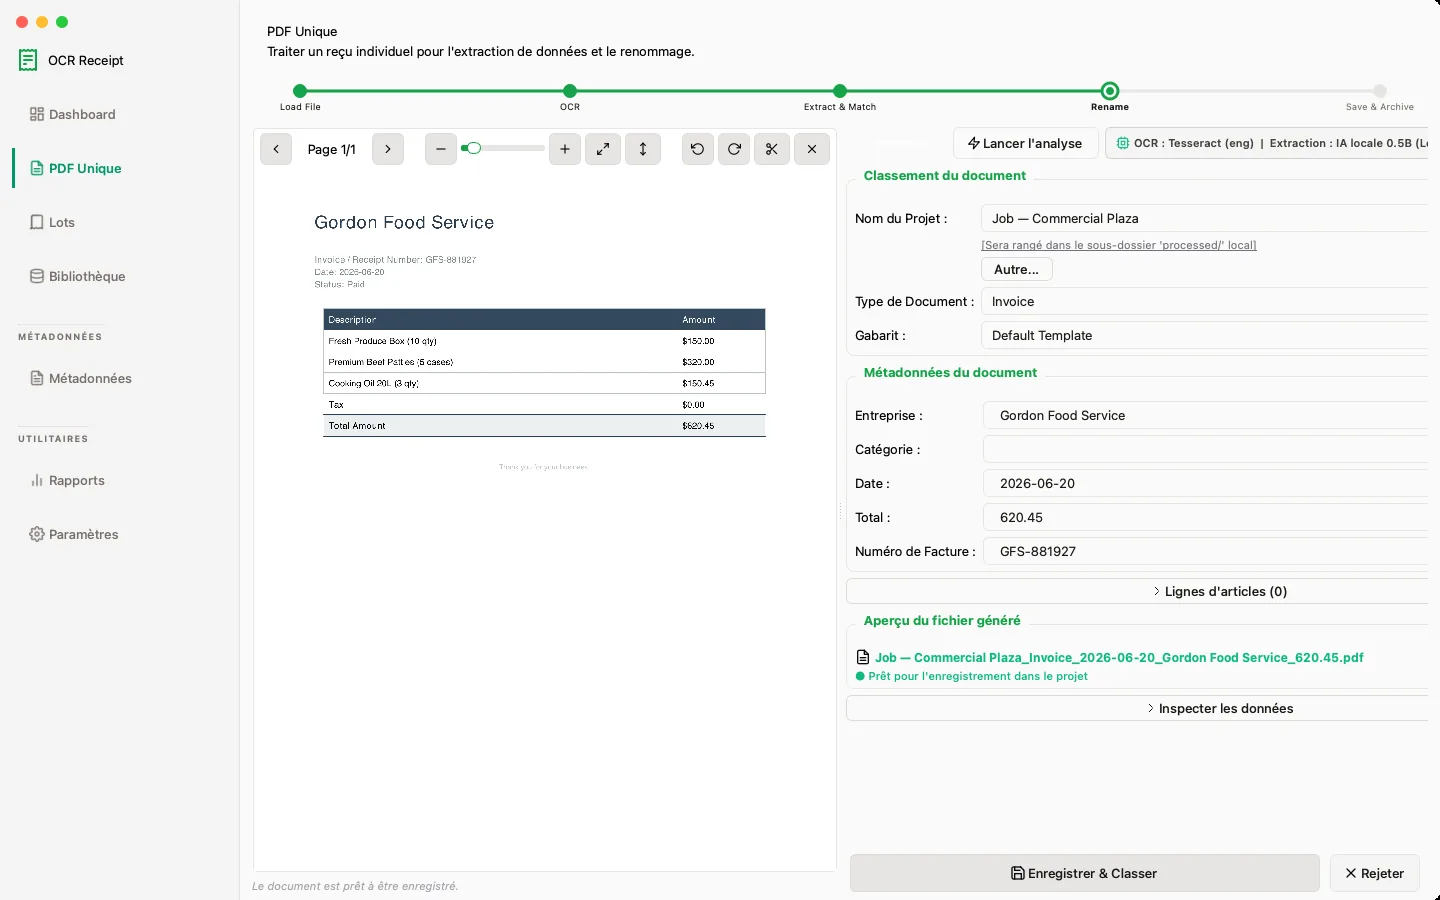 OCR Receipt
Dashboard
PDF Unique
Lots
Bibliothèque
MÉTADONNÉES
Métadonnées
UTILITAIRES
Rapports
Paramètres
PDF Unique
Traiter un reçu individuel pour l'extraction de données et le renommage.
Load File
OCR
Extract & Match
Rename
Save & Archive
Page 1/1
Gordon Food Service
Invoice / Receipt Number: GFS-881927
Date: 2026-06-20
Status: Paid
Description Amount
Fresh Produce Box (10 qty) $150.00
Premium Beef Patties (5 cases) $320.00
Cooking Oil 20L (3 qty) $150.45
Tax $0.00
Total Amount $620.45
Thank you for your business
Le document est prêt à être enregistré.
Lancer l'analyse
OCR : Tesseract (eng) | Extraction : IA locale 0.5B (L
Classement du document
Nom du Projet : Job — Commercial Plaza
[Sera rangé dans le sous-dossier 'processed/' local]
Autre...
Type de Document : Invoice
Gabarit : Default Template
Métadonnées du document
Entreprise : Gordon Food Service
Catégorie :
Date : 2026-06-20
Total : 620.45
Numéro de Facture : GFS-881927
Lignes d'articles (0)
Aperçu du fichier généré
Job — Commercial Plaza_Invoice_2026-06-20_Gordon Food Service_620.45.pdf
Prêt pour l'enregistrement dans le projet
Inspecter les données
Enregistrer & Classer
Rejeter